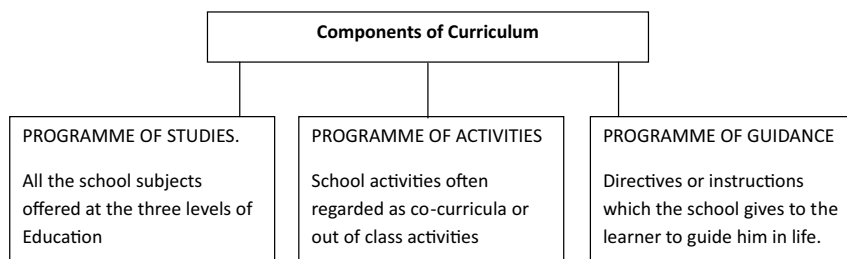 Components of Curriculum
PROGRAMME OF STUDIES.
All the school subjects
offered at the three levels of
Education
PROGRAMME OF ACTIVITIES
School activities often
regarded as co-curricula or
out of class activities
PROGRAMME OF GUIDANCE
Directives or instructions
which the school gives to the
learner to guide him in life.